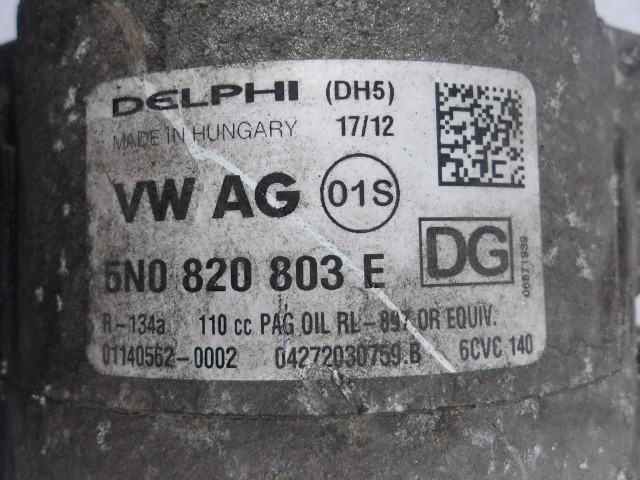 DELPHI (DH5)
MADE IN HUNGARY 17/12
VW AG 01S
5N0 820 803 E DG
06571939
R-134a 110 cc PAG OIL RL-897 OR EQUIV.
01140562-0002 04272030759.B 6CVC 140